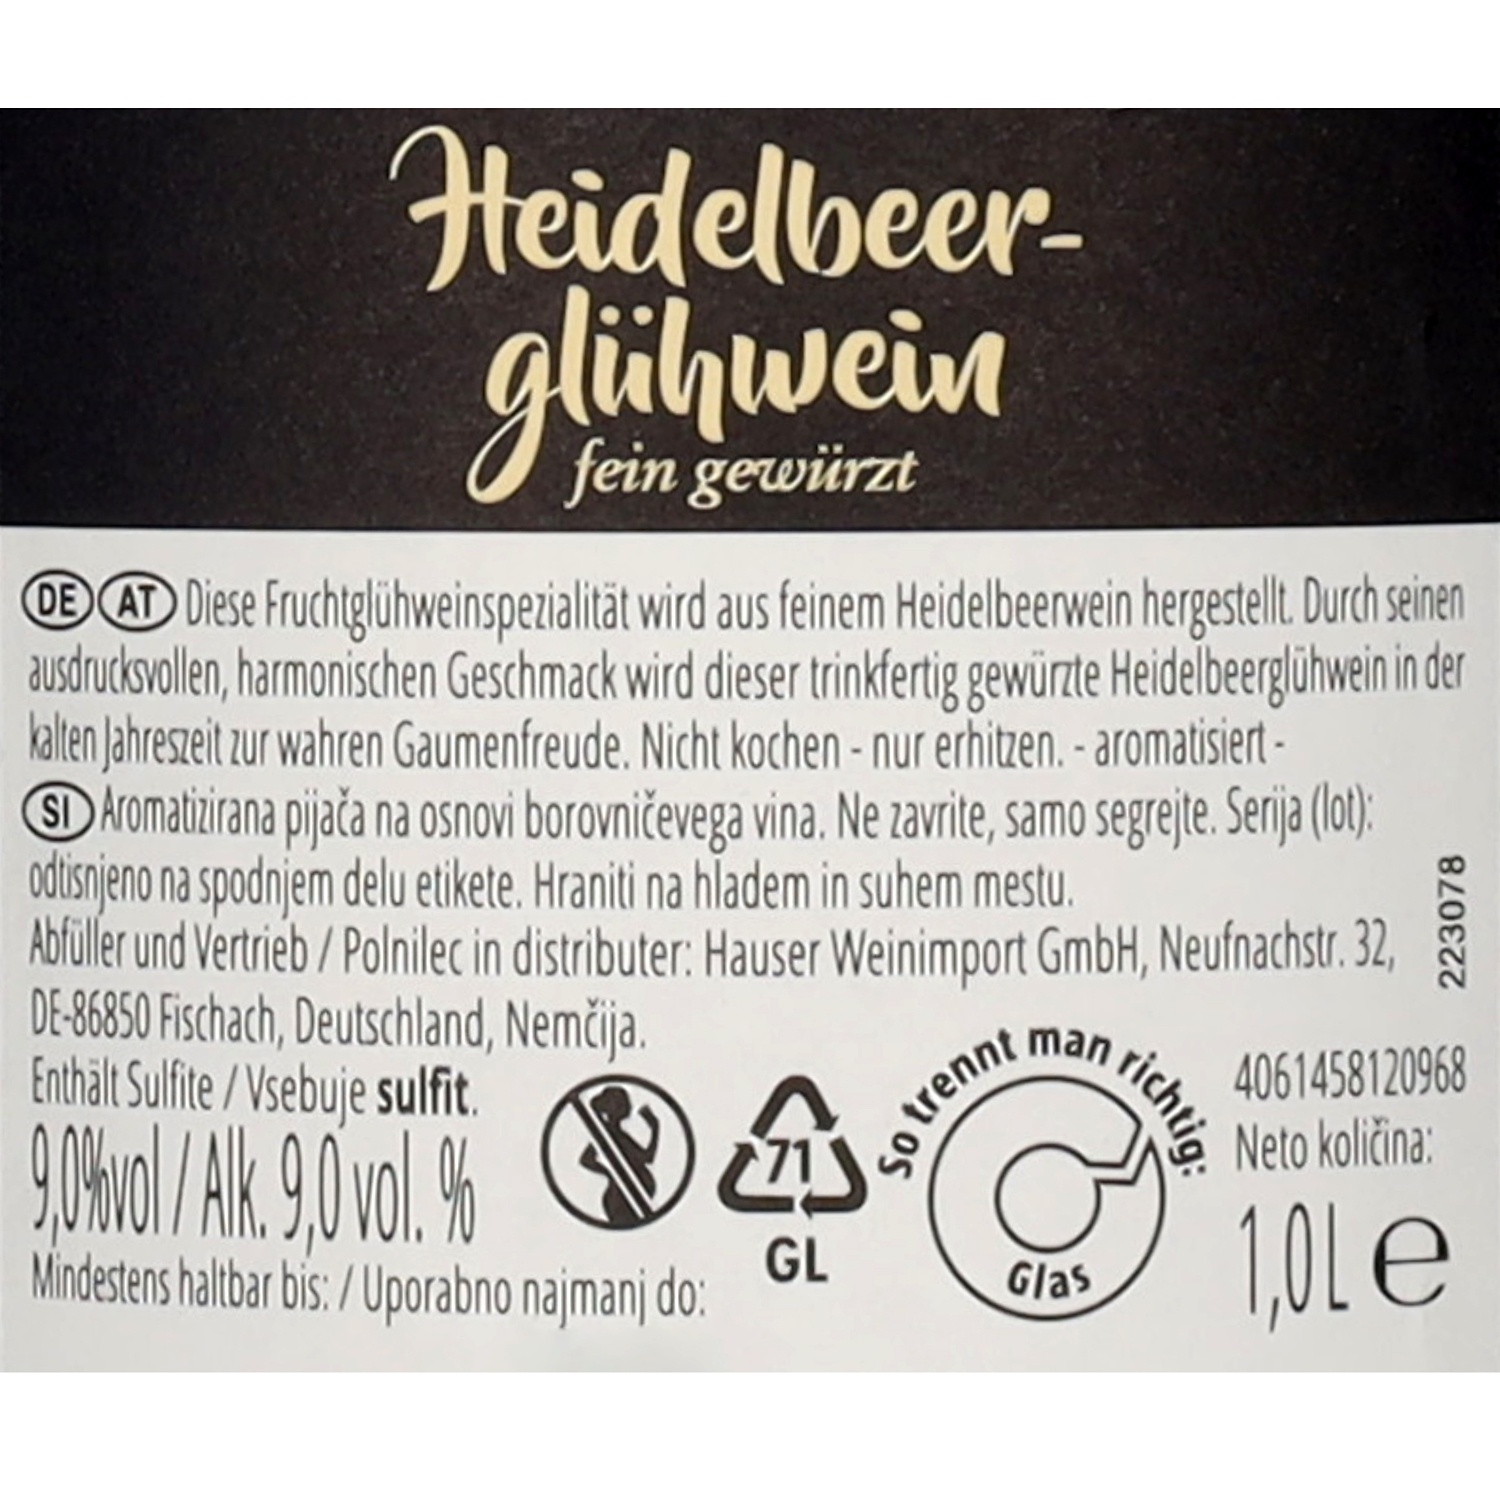 Heidelbeer-
glühwein
fein gewürzt
DE AT Diese Fruchtglühweinspezialität wird aus feinem Heidelbeerwein hergestellt. Durch seinen
ausdrucksvollen, harmonischen Geschmack wird dieser trinkfertig gewürzte Heidelbeerglühwein in der
kalten Jahreszeit zur wahren Gaumenfreude. Nicht kochen - nur erhitzen. - aromatisiert -
SI Aromatizirana pijača na osnovi borovničevega vina. Ne zavrite, samo segrejte. Serija (lot):
odtisnjeno na spodnjem delu etikete. Hraniti na hladem in suhem mestu.
Abfüller und Vertrieb / Polnilec in distributer: Hauser Weinimport GmbH, Neufnachstr. 32,
DE-86850 Fischach, Deutschland, Nemčija.
223078
Enthält Sulfite / Vsebuje sulfit.
9,0%vol / Alk. 9,0 vol. %
Mindestens haltbar bis: / Uporabno najmanj do:
71
GL
So trennt man richtig:
Glas
4061458120968
Neto količina:
1,0 L e